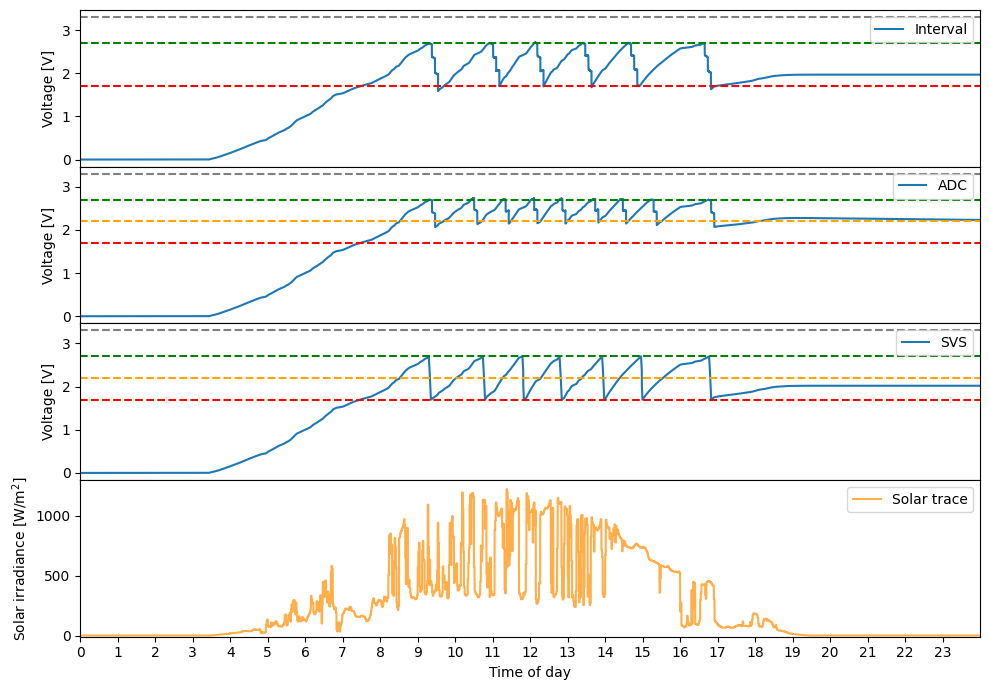 Voltage [V]
3
2
1
0
Interval
Voltage [V]
3
2
1
0
ADC
Voltage [V]
3
2
1
0
SVS
Solar irradiance [W/m²]
1000
500
0
Solar trace
0 1 2 3 4 5 6 7 8 9 10 11 12 13 14 15 16 17 18 19 20 21 22 23
Time of day